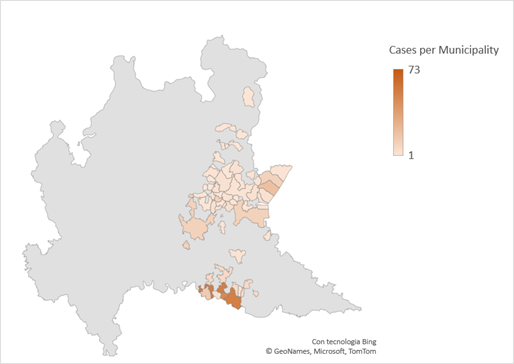 Cases per Municipality
73
1
Con tecnologia Bing
© GeoNames, Microsoft, TomTom